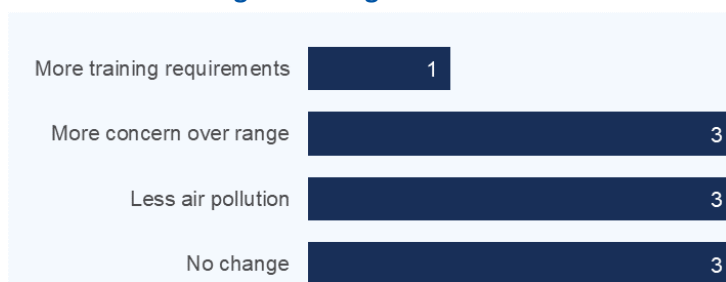 More training requirements 1
More concern over range 3
Less air pollution 3
No change 3